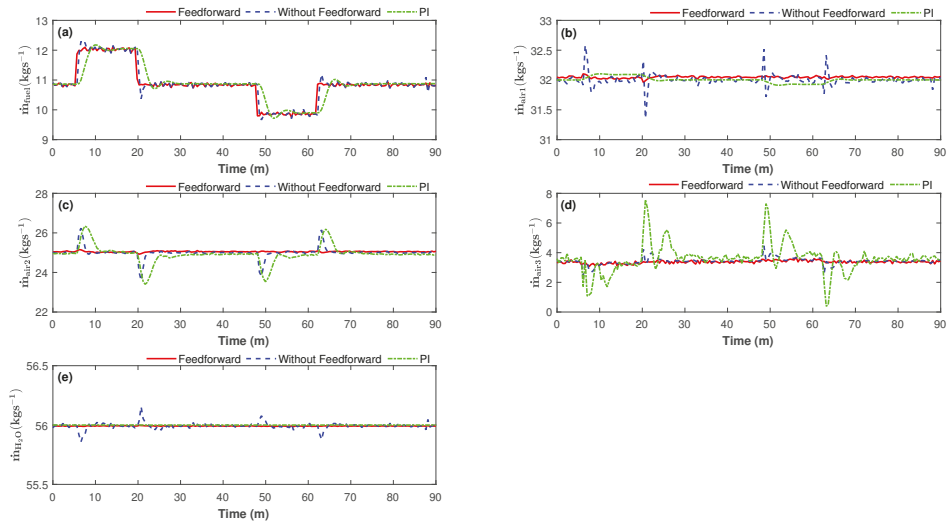 Feedforward Without Feedforward PI
(a)
ṁfuel(kgs⁻¹)
13
12
11
10
9
0 10 20 30 40 50 60 70 80 90
Time (m)
Feedforward Without Feedforward PI
(b)
ṁair1(kgs⁻¹)
33
32.5
32
31.5
31
0 10 20 30 40 50 60 70 80 90
Time (m)
Feedforward Without Feedforward PI
(c)
ṁair2(kgs⁻¹)
28
26
24
22
0 10 20 30 40 50 60 70 80 90
Time (m)
Feedforward Without Feedforward PI
(d)
ṁair3(kgs⁻¹)
8
6
4
2
0
0 10 20 30 40 50 60 70 80 90
Time (m)
Feedforward Without Feedforward PI
(e)
ṁH₂O(kgs⁻¹)
56.5
56
55.5
0 10 20 30 40 50 60 70 80 90
Time (m)